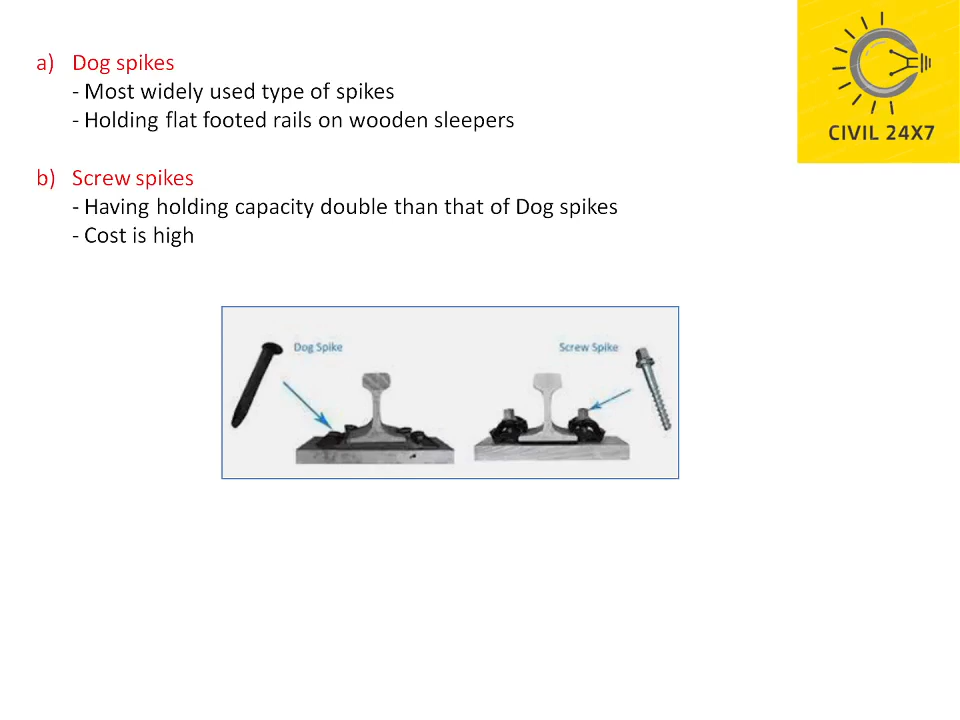 a) Dog spikes
- Most widely used type of spikes
- Holding flat footed rails on wooden sleepers
b) Screw spikes
- Having holding capacity double than that of Dog spikes
- Cost is high
CIVIL 24X7
Dog Spike
Screw Spike